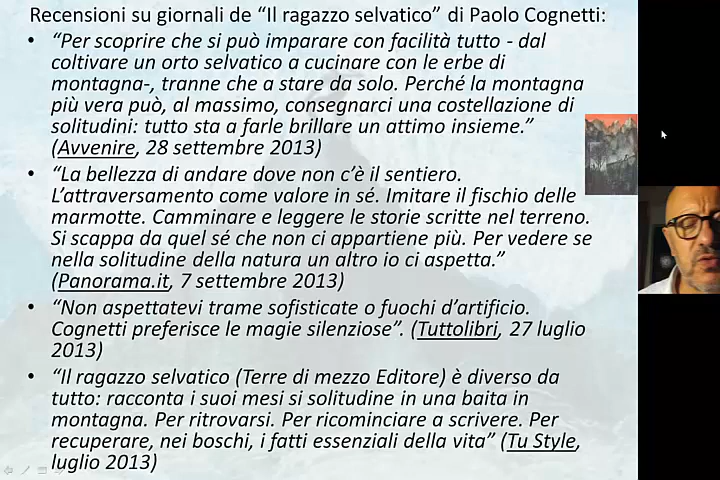 Recensioni su giornali de “Il ragazzo selvatico” di Paolo Cognetti:
• “Per scoprire che si può imparare con facilità tutto - dal
coltivare un orto selvatico a cucinare con le erbe di
montagna-, tranne che a stare da solo. Perché la montagna
più vera può, al massimo, consegnarci una costellazione di
solitudini: tutto sta a farle brillare un attimo insieme.”
(Avvenire, 28 settembre 2013)
• “La bellezza di andare dove non c’è il sentiero.
L’attraversamento come valore in sé. Imitare il fischio delle
marmotte. Camminare e leggere le storie scritte nel terreno.
Si scappa da quel sé che non ci appartiene più. Per vedere se
nella solitudine della natura un altro io ci aspetta.”
(Panorama.it, 7 settembre 2013)
• “Non aspettatevi trame sofisticate o fuochi d’artificio.
Cognetti preferisce le magie silenziose”. (Tuttolibri, 27 luglio
2013)
• “Il ragazzo selvatico (Terre di mezzo Editore) è diverso da
tutto: racconta i suoi mesi si solitudine in una baita in
montagna. Per ritrovarsi. Per ricominciare a scrivere. Per
recuperare, nei boschi, i fatti essenziali della vita” (Tu Style,
luglio 2013)